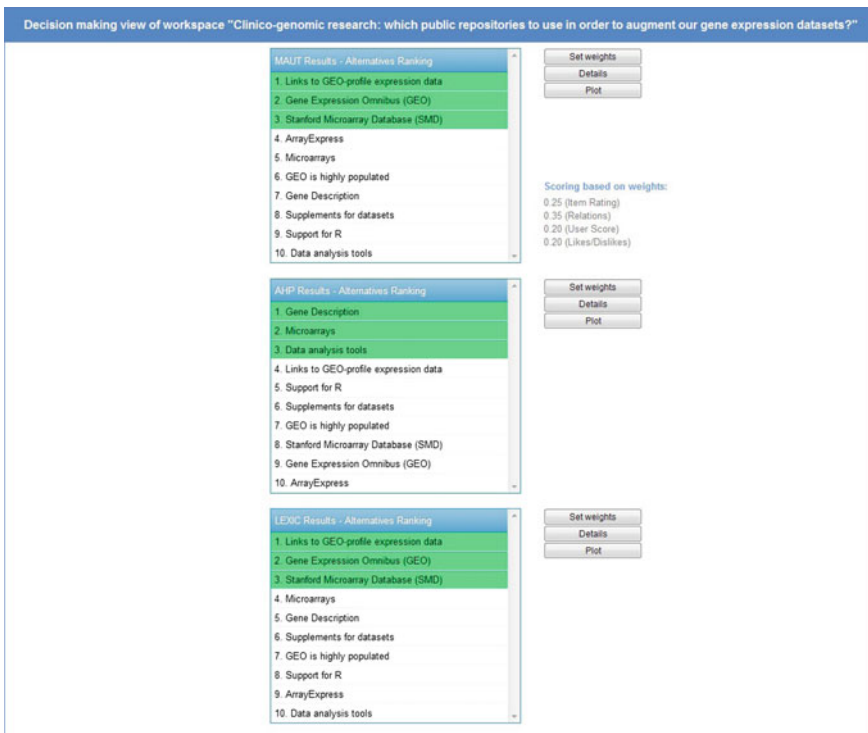 Decision making view of workspace "Clinico-genomic research: which public repositories to use in order to augment our gene expression datasets?"
MAUT Results - Alternatives Ranking
1. Links to GEO-profile expression data
2. Gene Expression Omnibus (GEO)
3. Stanford Microarray Database (SMD)
4. ArrayExpress
5. Microarrays
6. GEO is highly populated
7. Gene Description
8. Supplements for datasets
9. Support for R
10. Data analysis tools
Set weights
Details
Plot
Scoring based on weights:
0.25 (Item Rating)
0.35 (Relations)
0.20 (User Score)
0.20 (Likes/Dislikes)
AHP Results - Alternatives Ranking
1. Gene Description
2. Microarrays
3. Data analysis tools
4. Links to GEO-profile expression data
5. Support for R
6. Supplements for datasets
7. GEO is highly populated
8. Stanford Microarray Database (SMD)
9. Gene Expression Omnibus (GEO)
10. ArrayExpress
Set weights
Details
Plot
LEXIC Results - Alternatives Ranking
1. Links to GEO-profile expression data
2. Gene Expression Omnibus (GEO)
3. Stanford Microarray Database (SMD)
4. Microarrays
5. Gene Description
6. Supplements for datasets
7. GEO is highly populated
8. Support for R
9. ArrayExpress
10. Data analysis tools
Set weights
Details
Plot